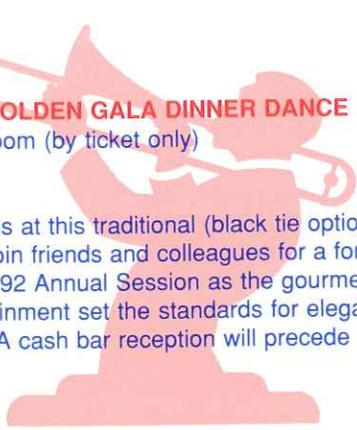 OLDEN GALA DINNER DANCE
oom (by ticket only)
s at this traditional (black tie optio
oin friends and colleagues for a for
92 Annual Session as the gourme
inment set the standards for elega
A cash bar reception will precede